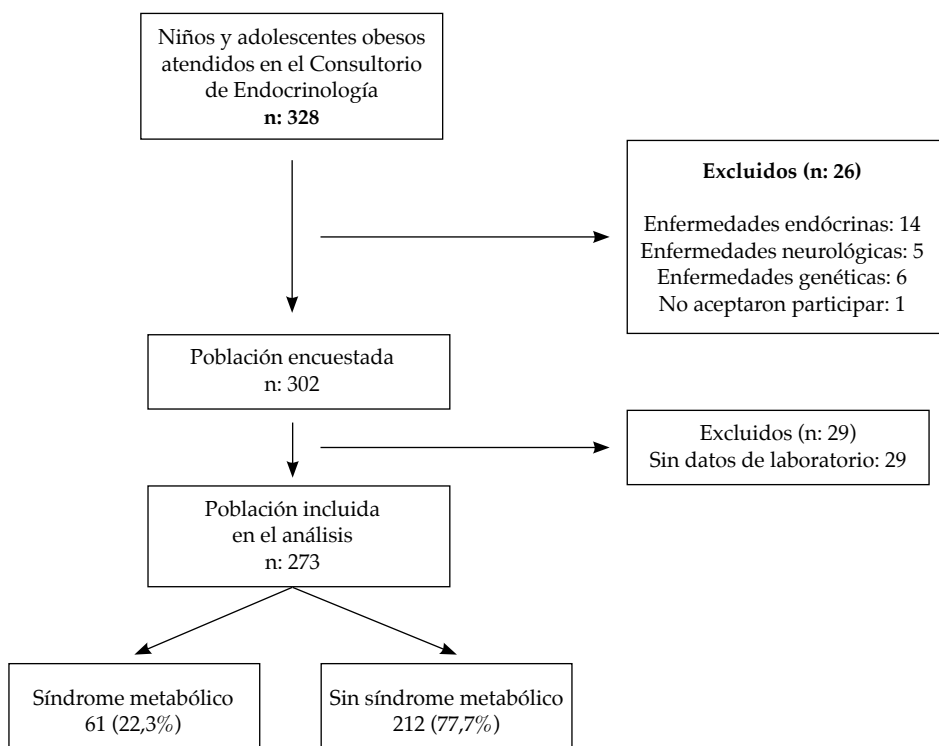 Niños y adolescentes obesos
atendidos en el Consultorio
de Endocrinología
n: 328
Excluidos (n: 26)
Enfermedades endócrinas: 14
Enfermedades neurológicas: 5
Enfermedades genéticas: 6
No aceptaron participar: 1
Población encuestada
n: 302
Excluidos (n: 29)
Sin datos de laboratorio: 29
Población incluida
en el análisis
n: 273
Síndrome metabólico
61 (22,3%)
Sin síndrome metabólico
212 (77,7%)